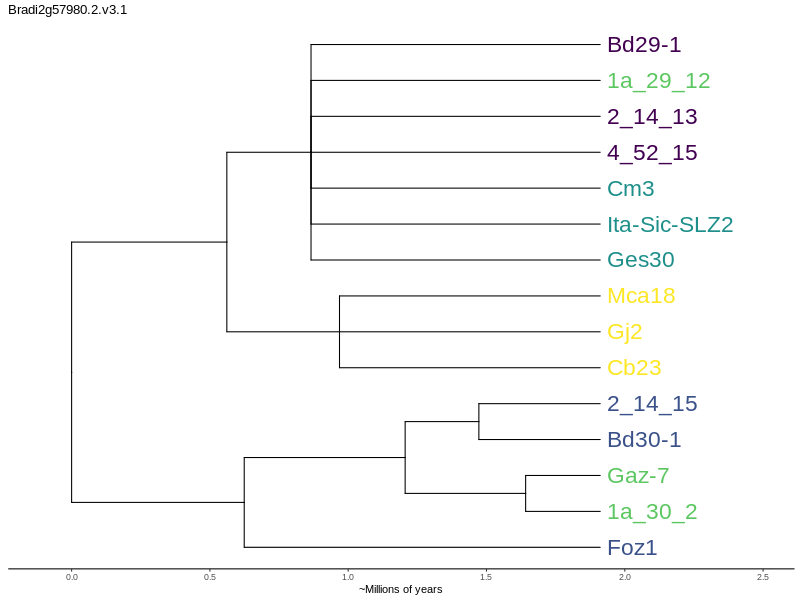 Bradi2g57980.2.v3.1
Bd29-1
1a_29_12
2_14_13
4_52_15
Cm3
Ita-Sic-SLZ2
Ges30
Mca18
Gj2
Cb23
2_14_15
Bd30-1
Gaz-7
1a_30_2
Foz1
0.0 0.5 1.0 1.5 2.0 2.5
~Millions of years